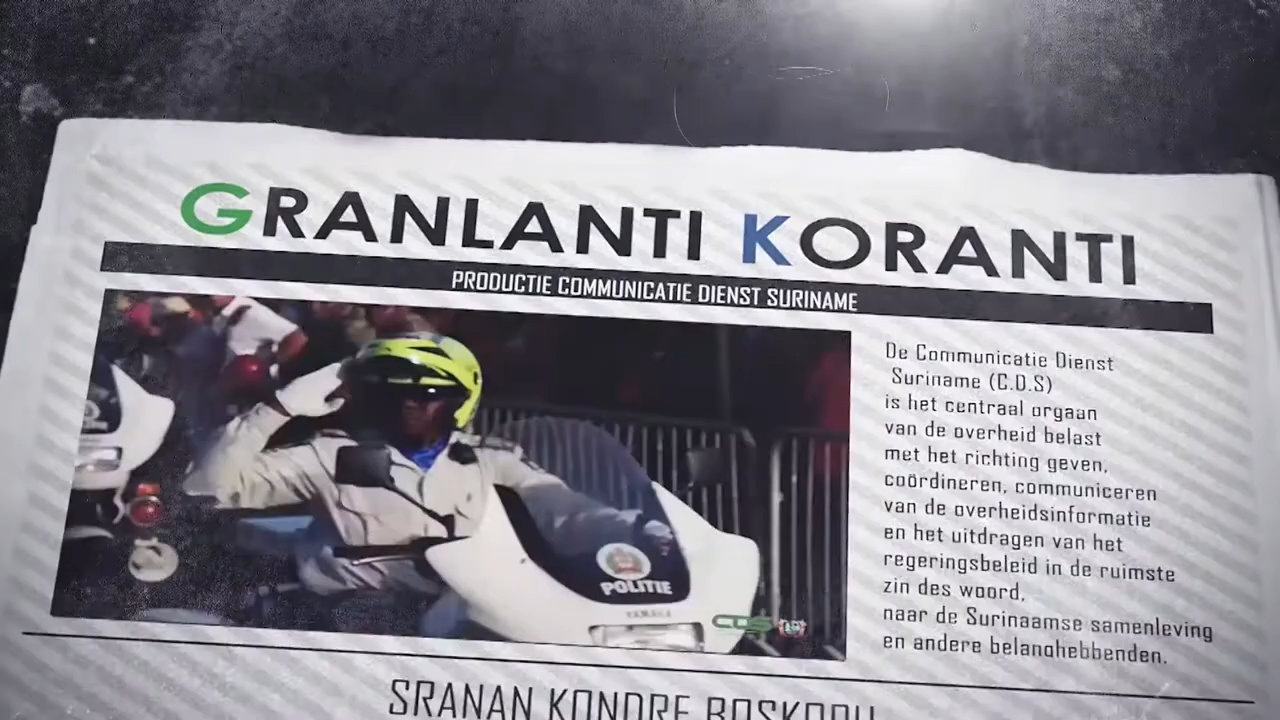 GRANLANTI KORANTI
PRODUCTIE COMMUNICATIE DIENST SURINAME
De Communicatie Dienst
Suriname (C.D.S)
is het centraal orgaan
van de overheid belast
met het richting geven,
coördineren, communiceren
van de overheidsinformatie
en het uitdragen van het
regeringsbeleid in de ruimste
zin des woord,
naar de Surinaamse samenleving
en andere belanghebbenden.
POLITIE
YAMAHA
CDS
SRANAN KONDRE